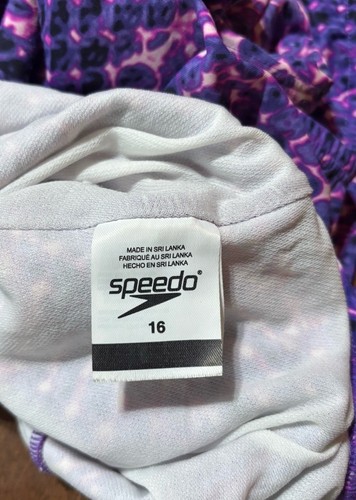 MADE IN SRI LANKA
FABRIQUÉ AU SRI LANKA
HECHO EN SRI LANKA
speedo®
16